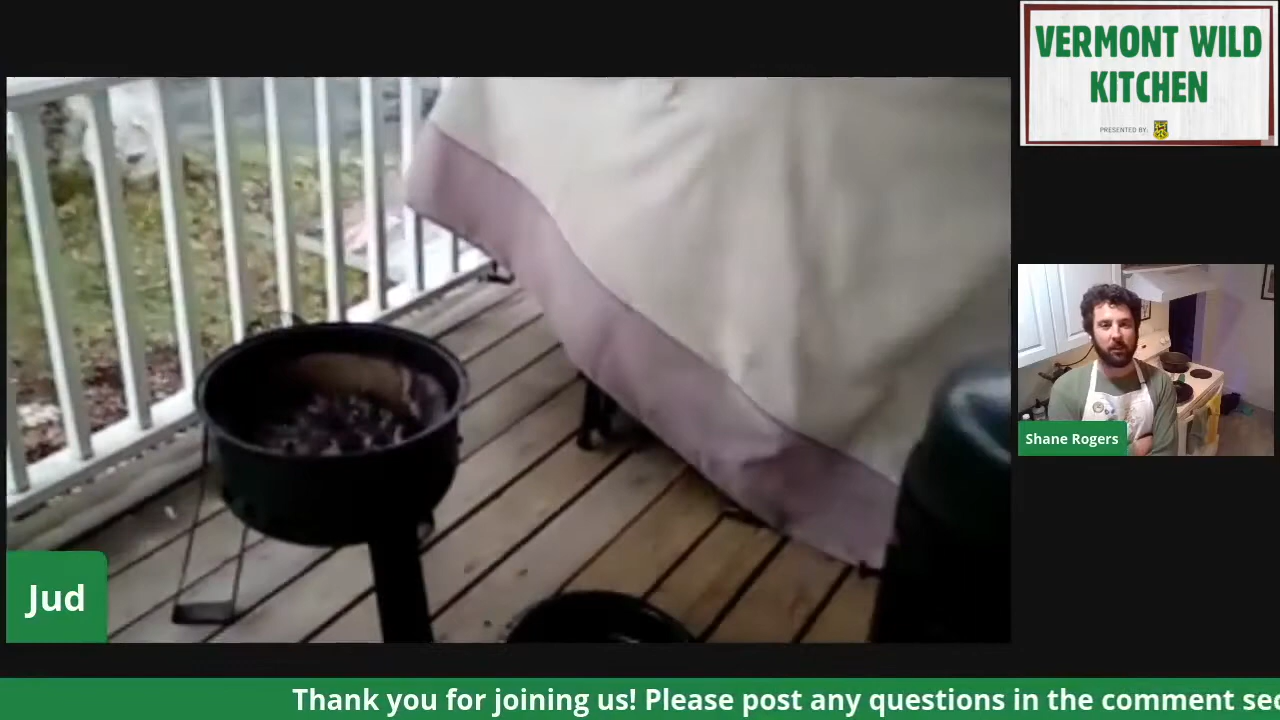 VERMONT WILD
KITCHEN
PRESENTED BY:
Shane Rogers
Jud
Thank you for joining us! Please post any questions in the comment sec